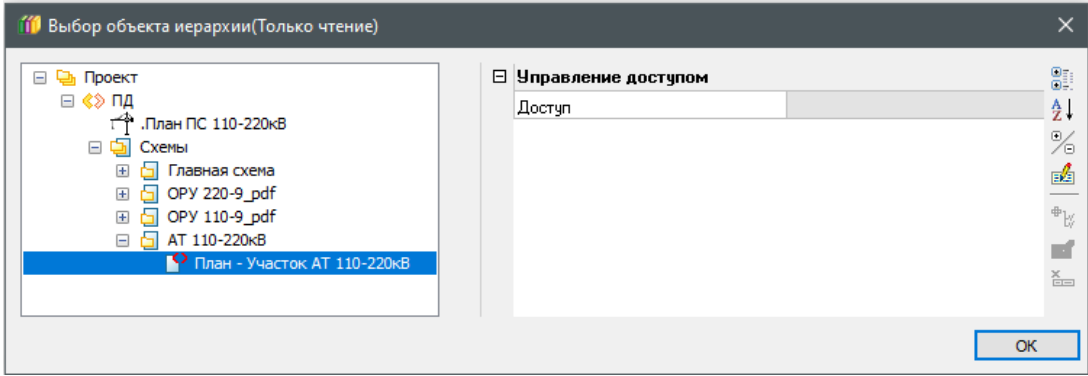 Выбор объекта иерархии(Только чтение)
Проект
ПД
.План ПС 110-220кВ
Схемы
Главная схема
ОРУ 220-9_pdf
ОРУ 110-9_pdf
АТ 110-220кВ
План - Участок АТ 110-220кВ
Управление доступом
Доступ
OK